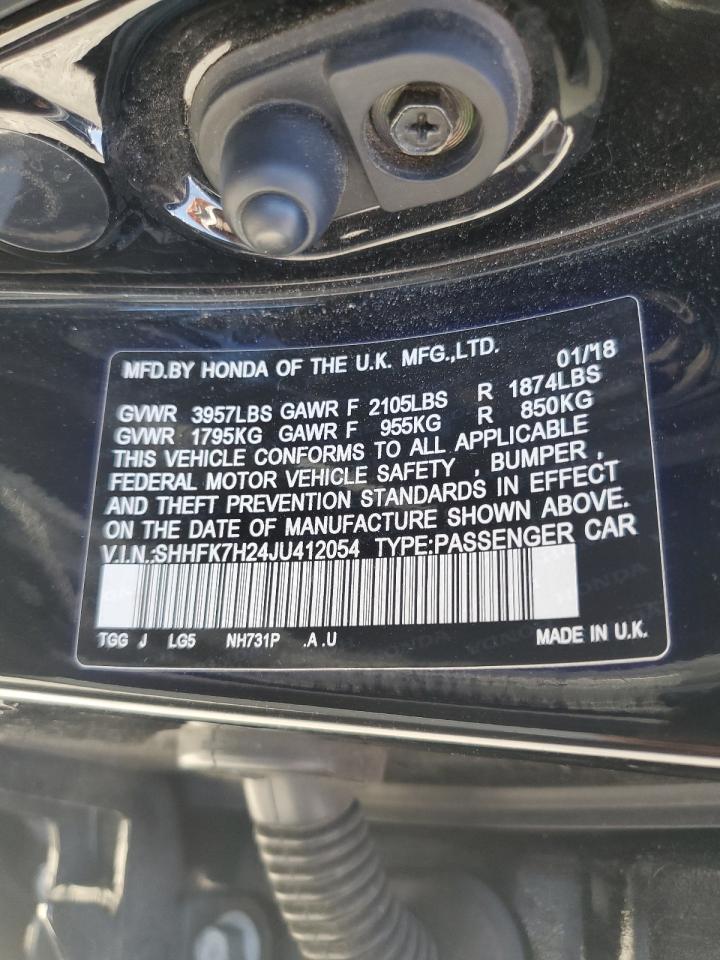 MFD.BY HONDA OF THE U.K. MFG.,LTD. 01/'18
GVWR 3957LBS GAWR F 2105LBS R 1874LBS
GVWR 1795KG GAWR F 955KG R 850KG
THIS VEHICLE CONFORMS TO ALL APPLICABLE
FEDERAL MOTOR VEHICLE SAFETY , BUMPER ,
AND THEFT PREVENTION STANDARDS IN EFFECT
ON THE DATE OF MANUFACTURE SHOWN ABOVE.
V.I.N.:SHHFK7H24JU412054 TYPE:PASSENGER CAR
TGG J LG5 NH731P .A .U MADE IN U.K.